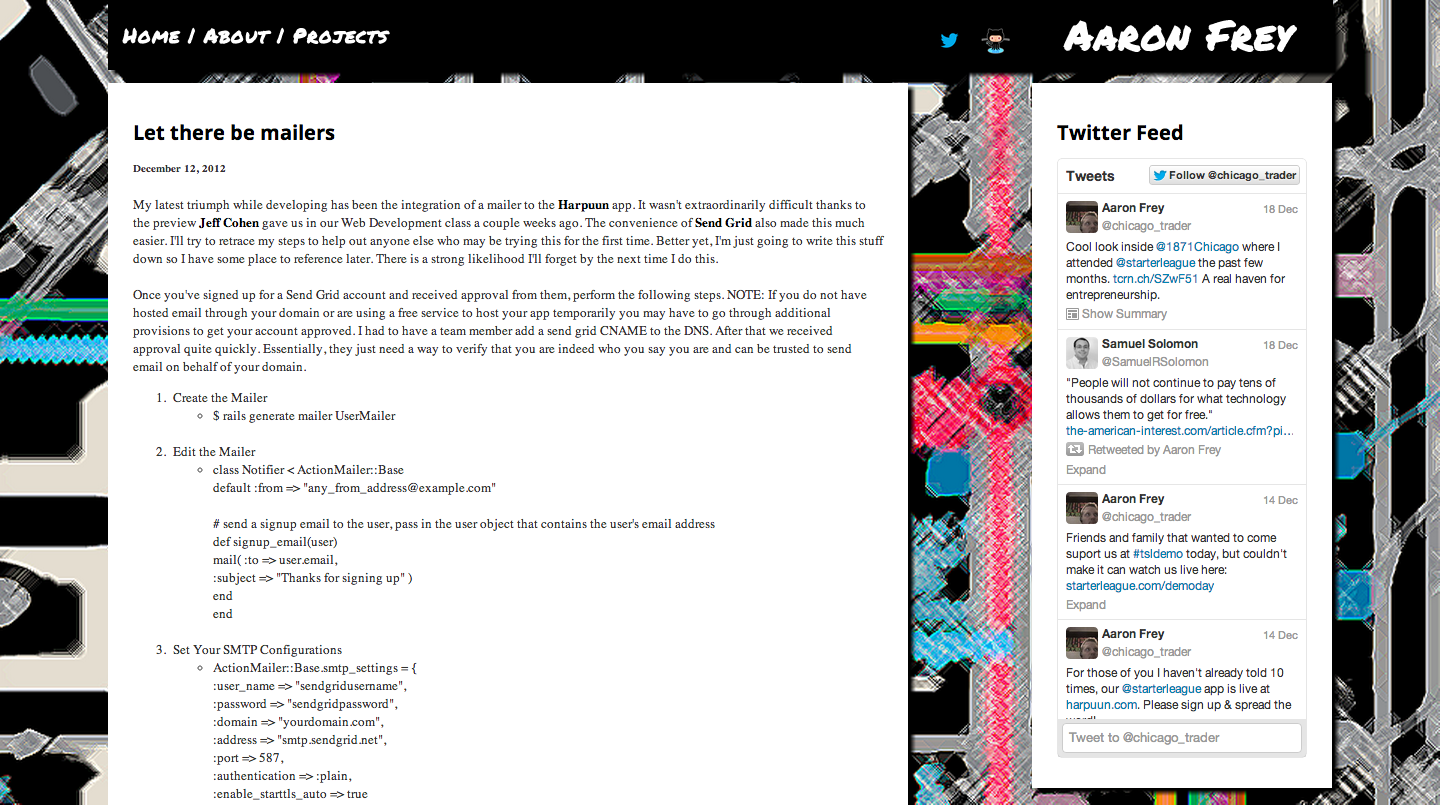 Home | About | Projects
Aaron Frey
Let there be mailers
December 12, 2012
My latest triumph while developing has been the integration of a mailer to the Harpuun app. It wasn't extraordinarily difficult thanks to
the preview Jeff Cohen gave us in our Web Development class a couple weeks ago. The convenience of Send Grid also made this much
easier. I'll try to retrace my steps to help out anyone else who may be trying this for the first time. Better yet, I'm just going to write this stuff
down so I have some place to reference later. There is a strong likelihood I'll forget by the next time I do this.
Once you've signed up for a Send Grid account and received approval from them, perform the following steps. NOTE: If you do not have
hosted email through your domain or are using a free service to host your app temporarily you may have to go through additional
provisions to get your account approved. I had to have a team member add a send grid CNAME to the DNS. After that we received
approval quite quickly. Essentially, they just need a way to verify that you are indeed who you say you are and can be trusted to send
email on behalf of your domain.
1. Create the Mailer
$ rails generate mailer UserMailer
2. Edit the Mailer
class Notifier < ActionMailer::Base
default :from => "any_from_address@example.com"
# send a signup email to the user, pass in the user object that contains the user's email address
def signup_email(user)
mail( :to => user.email,
:subject => "Thanks for signing up" )
end
end
3. Set Your SMTP Configurations
ActionMailer::Base.smtp_settings = {
:user_name => "sendgridusername",
:password => "sendgridpassword",
:domain => "yourdomain.com",
:address => "smtp.sendgrid.net",
:port => 587,
:authentication => :plain,
:enable_starttls_auto => true
Twitter Feed
Tweets
Follow @chicago_trader
Aaron Frey 18 Dec
@chicago_trader
Cool look inside @1871Chicago where I
attended @starterleague the past few
months. tcrn.ch/SZwF51 A real haven for
entrepreneurship.
Show Summary
Samuel Solomon 18 Dec
@SamuelRSolomon
"People will not continue to pay tens of
thousands of dollars for what technology
allows them to get for free."
the-american-interest.com/article.cfm?pi...
Retweeted by Aaron Frey
Expand
Aaron Frey 14 Dec
@chicago_trader
Friends and family that wanted to come
suport us at #tsldemo today, but couldn't
make it can watch us live here:
starterleague.com/demoday
Expand
Aaron Frey 14 Dec
@chicago_trader
For those of you I haven't already told 10
times, our @starterleague app is live at
harpuun.com. Please sign up & spread the
word!
Tweet to @chicago_trader